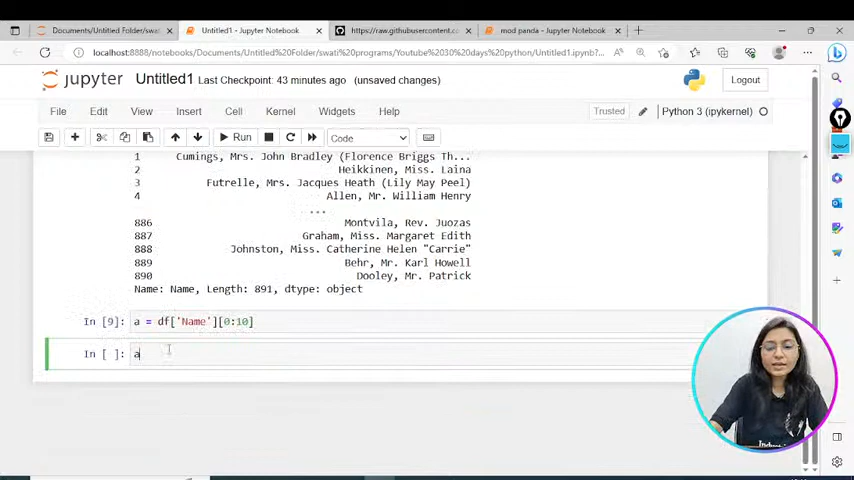 Documents/Untitled Folder/swati
Untitled1 - Jupyter Notebook
https://raw.githubusercontent.c
mod panda - Jupyter Notebook
localhost:8888/notebooks/Documents/Untitled%20Folder/swati%20programs/Youtube%2030%20days%20python/Untitled1.ipynb?...
jupyter Untitled1 Last Checkpoint: 43 minutes ago (unsaved changes)
Logout
File Edit View Insert Cell Kernel Widgets Help
Trusted
Python 3 (ipykernel)
Run
Code
1 Cumings, Mrs. John Bradley (Florence Briggs Th...
2 Heikkinen, Miss. Laina
3 Futrelle, Mrs. Jacques Heath (Lily May Peel)
4 Allen, Mr. William Henry
...
886 Montvila, Rev. Juozas
887 Graham, Miss. Margaret Edith
888 Johnston, Miss. Catherine Helen "Carrie"
889 Behr, Mr. Karl Howell
890 Dooley, Mr. Patrick
Name: Name, Length: 891, dtype: object
In [9]: a = df['Name'][0:10]
In [ ]: a